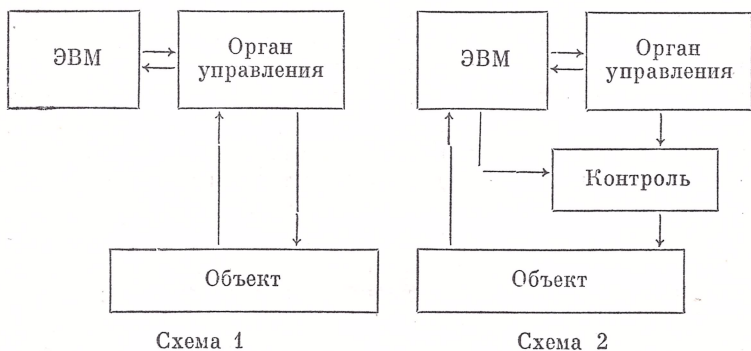 ЭВМ
Орган
управления
Объект
Схема 1
ЭВМ
Орган
управления
Контроль
Объект
Схема 2